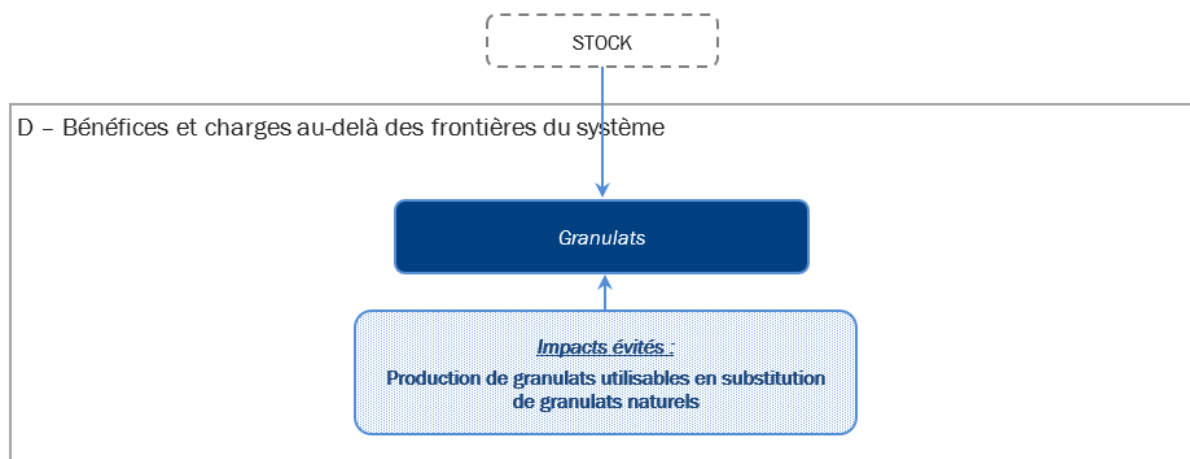 STOCK
D – Bénéfices et charges au-delà des frontières du système
Granulats
Impacts évités :
Production de granulats utilisables en substitution
de granulats naturels